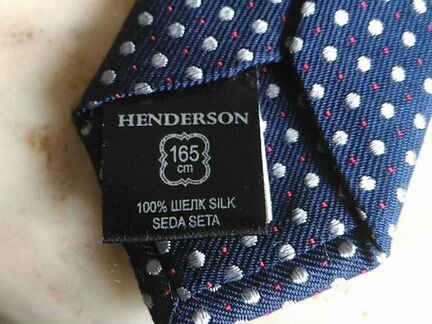 HENDERSON
165
cm
100% ШЕЛК SILK
SEDA SETA